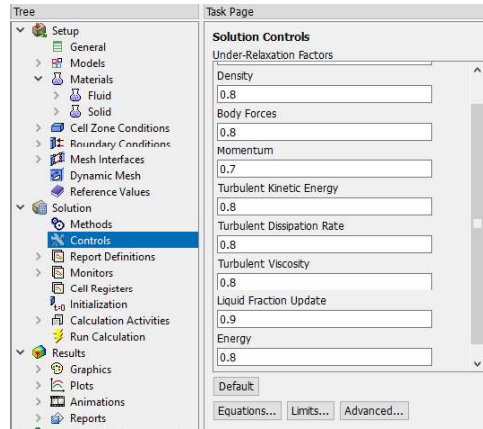 Tree
Setup
General
Models
Materials
Fluid
Solid
Cell Zone Conditions
Boundary Conditions
Mesh Interfaces
Dynamic Mesh
Reference Values
Solution
Methods
Controls
Report Definitions
Monitors
Cell Registers
t=0 Initialization
Calculation Activities
Run Calculation
Results
Graphics
Plots
Animations
Reports
Task Page
Solution Controls
Under-Relaxation Factors
Density
0.8
Body Forces
0.8
Momentum
0.7
Turbulent Kinetic Energy
0.8
Turbulent Dissipation Rate
0.8
Turbulent Viscosity
0.8
Liquid Fraction Update
0.9
Energy
0.8
Default
Equations... Limits... Advanced...